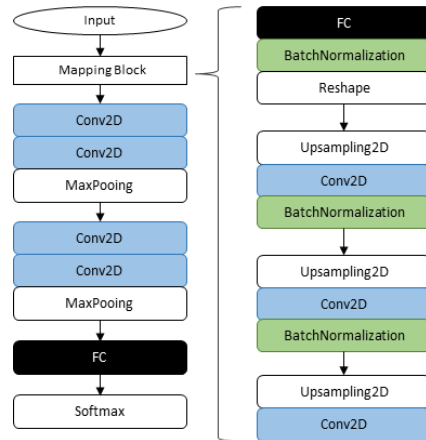 Input
Mapping Block
Conv2D
Conv2D
MaxPooing
Conv2D
Conv2D
MaxPooing
FC
Softmax
FC
BatchNormalization
Reshape
Upsampling2D
Conv2D
BatchNormalization
Upsampling2D
Conv2D
BatchNormalization
Upsampling2D
Conv2D